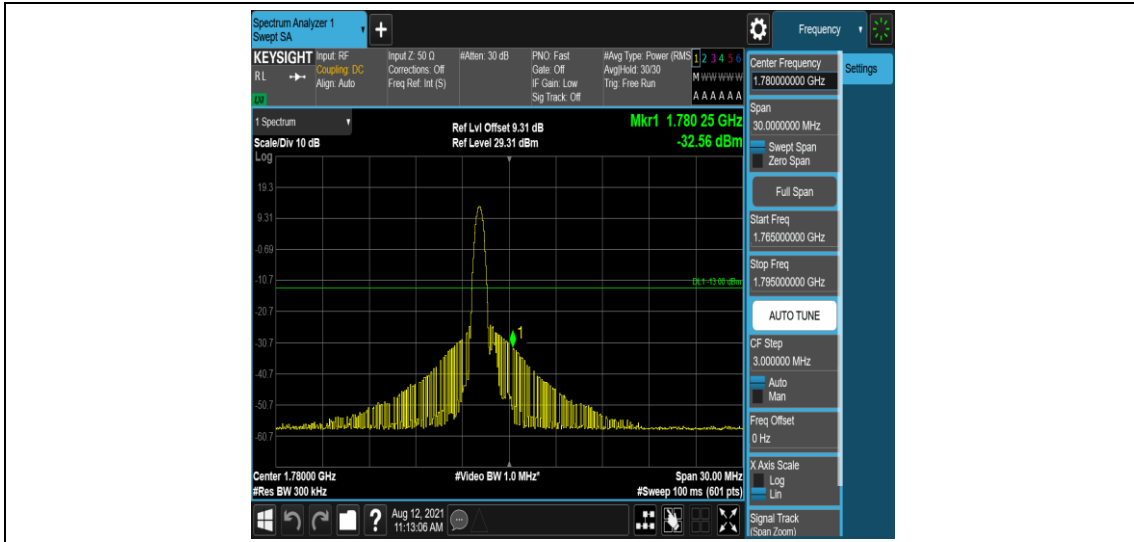 Spectrum Analyzer 1
Swept SA
+
Frequency
KEYSIGHT
RL
LXI
Input: RF
Coupling: DC
Align: Auto
Input Z: 50 Ω
Corrections: Off
Freq Ref: Int (S)
#Atten: 30 dB
PNO: Fast
Gate: Off
IF Gain: Low
Sig Track: Off
#Avg Type: Power (RMS
Avg|Hold: 30/30
Trig: Free Run
1 2 3 4 5 6
M W W W W W
A A A A A A
1 Spectrum
Scale/Div 10 dB
Log
Ref Lvl Offset 9.31 dB
Ref Level 29.31 dBm
Mkr1 1.780 25 GHz
-32.56 dBm
19.3
9.31
-0.69
-10.7
DL1 -13.00 dBm
-20.7
1
-30.7
-40.7
-50.7
-60.7
Center 1.78000 GHz
#Video BW 1.0 MHz*
Span 30.00 MHz
#Res BW 300 kHz
#Sweep 100 ms (601 pts)
?
Aug 12, 2021
11:13:06 AM
Center Frequency
1.780000000 GHz
Settings
Span
30.0000000 MHz
Swept Span
Zero Span
Full Span
Start Freq
1.765000000 GHz
Stop Freq
1.795000000 GHz
AUTO TUNE
CF Step
3.000000 MHz
Auto
Man
Freq Offset
0 Hz
X Axis Scale
Log
Lin
Signal Track
(Span Zoom)